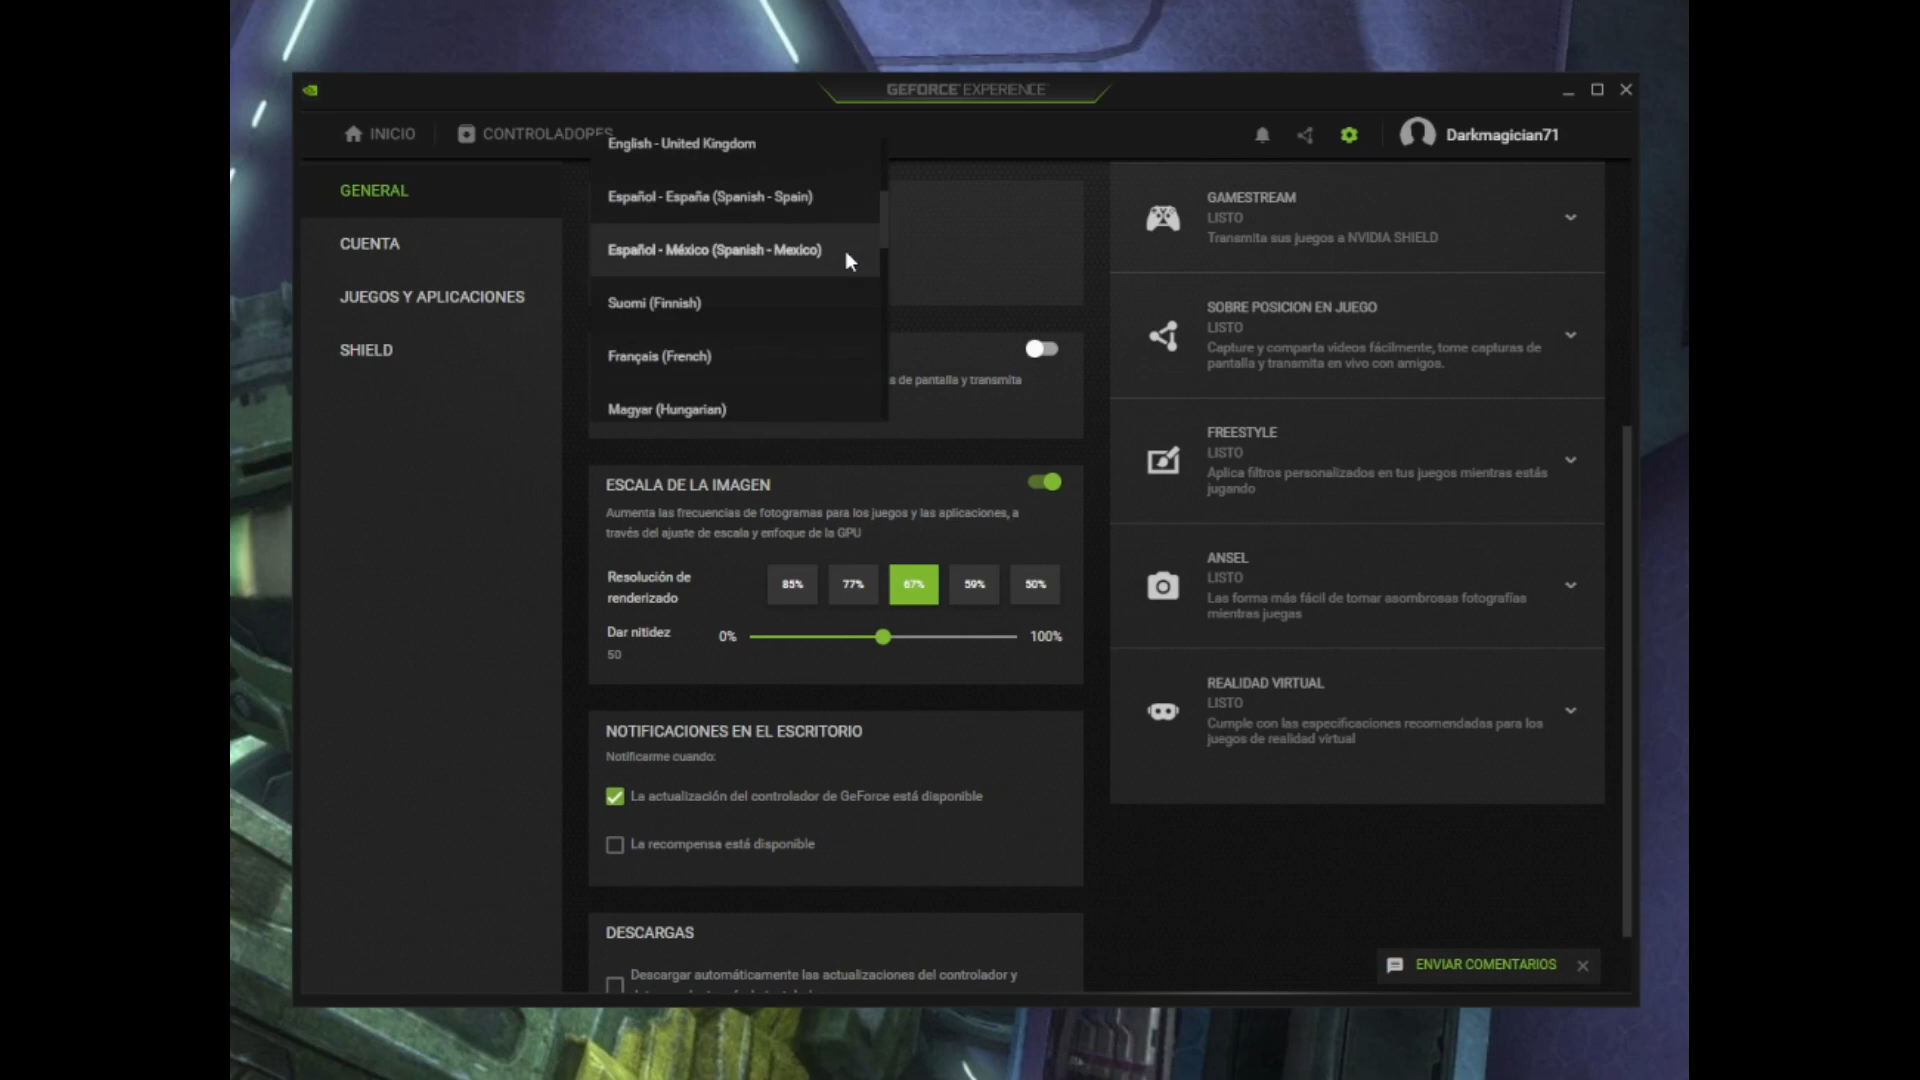 GEFORCE EXPERIENCE
INICIO
CONTROLADORES
Darkmagician71
GENERAL
CUENTA
JUEGOS Y APLICACIONES
SHIELD
English - United Kingdom
Español - España (Spanish - Spain)
Español - México (Spanish - Mexico)
Suomi (Finnish)
Français (French)
Magyar (Hungarian)
s de pantalla y transmita
ESCALA DE LA IMAGEN
Aumenta las frecuencias de fotogramas para los juegos y las aplicaciones, a
través del ajuste de escala y enfoque de la GPU
Resolución de
renderizado
85% 77% 67% 59% 50%
Dar nitidez
0% 100%
50
NOTIFICACIONES EN EL ESCRITORIO
Notificarme cuando:
La actualización del controlador de GeForce está disponible
La recompensa está disponible
DESCARGAS
Descargar automáticamente las actualizaciones del controlador y
GAMESTREAM
LISTO
Transmita sus juegos a NVIDIA SHIELD
SOBRE POSICION EN JUEGO
LISTO
Capture y comparta videos fácilmente, tome capturas de
pantalla y transmita en vivo con amigos.
FREESTYLE
LISTO
Aplica filtros personalizados en tus juegos mientras estás
jugando
ANSEL
LISTO
Las forma más fácil de tomar asombrosas fotografías
mientras juegas
REALIDAD VIRTUAL
LISTO
Cumple con las especificaciones recomendadas para los
juegos de realidad virtual
ENVIAR COMENTARIOS